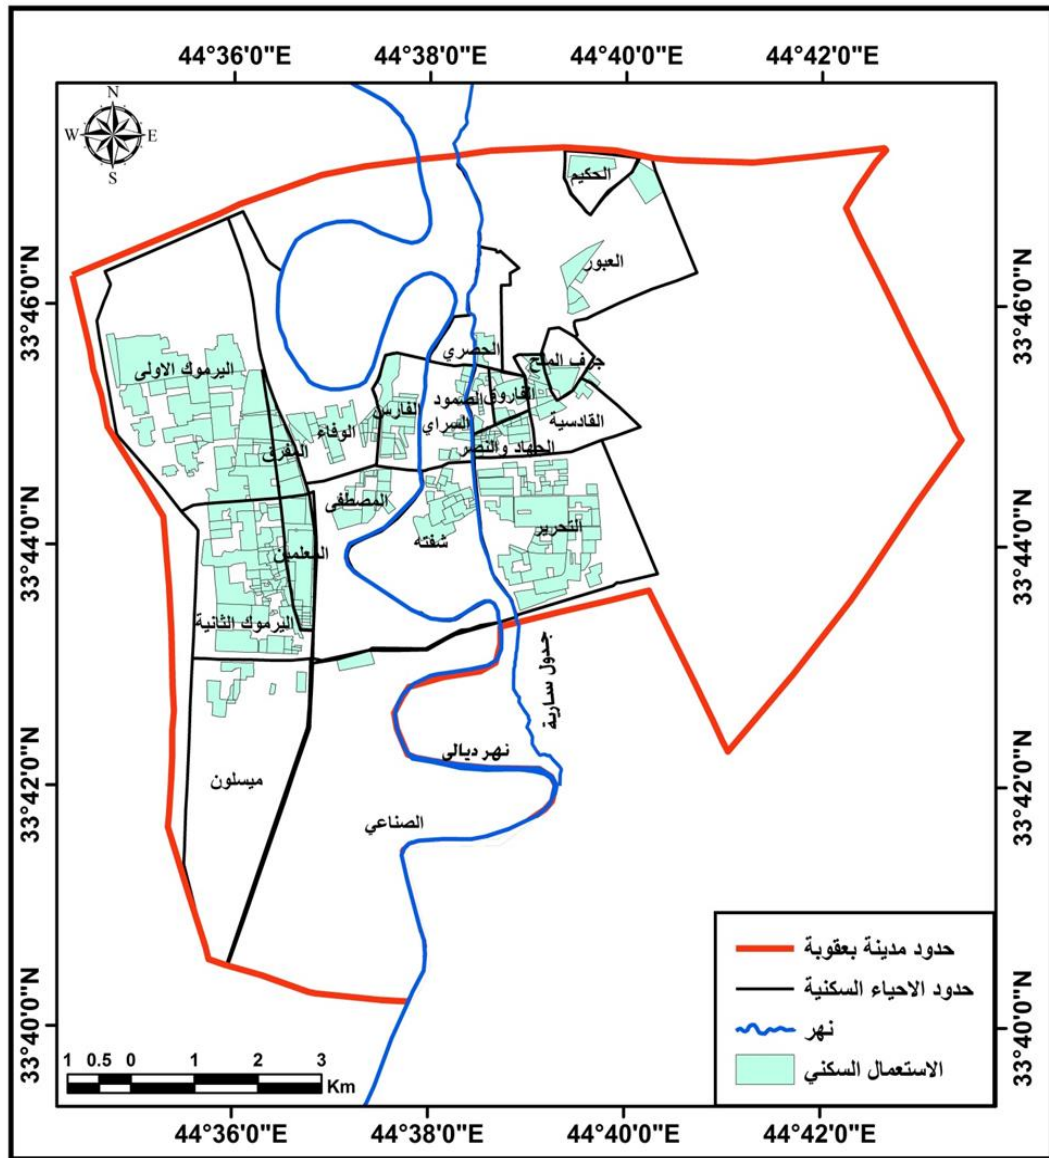 44°36'0"E 44°38'0"E 44°40'0"E 44°42'0"E
N
W E
S
33°46'0"N
33°44'0"N
33°42'0"N
33°40'0"N
33°46'0"N
33°44'0"N
33°42'0"N
33°40'0"N
الحكيم
العبور
الحصري
جرف الملح
اليرموك الاولى
الصمود
الفاروق
الفارس
السراي
القادسية
الوفاء
المفرق
الجهاد والنصر
المصطفى
التحرير
شفته
المعلمين
اليرموك الثانية
جدول سارية
نهر ديالى
ميسلون
الصناعي
حدود مدينة بعقوبة
حدود الاحياء السكنية
نهر
الاستعمال السكني
1 0.5 0 1 2 3
Km
44°36'0"E 44°38'0"E 44°40'0"E 44°42'0"E